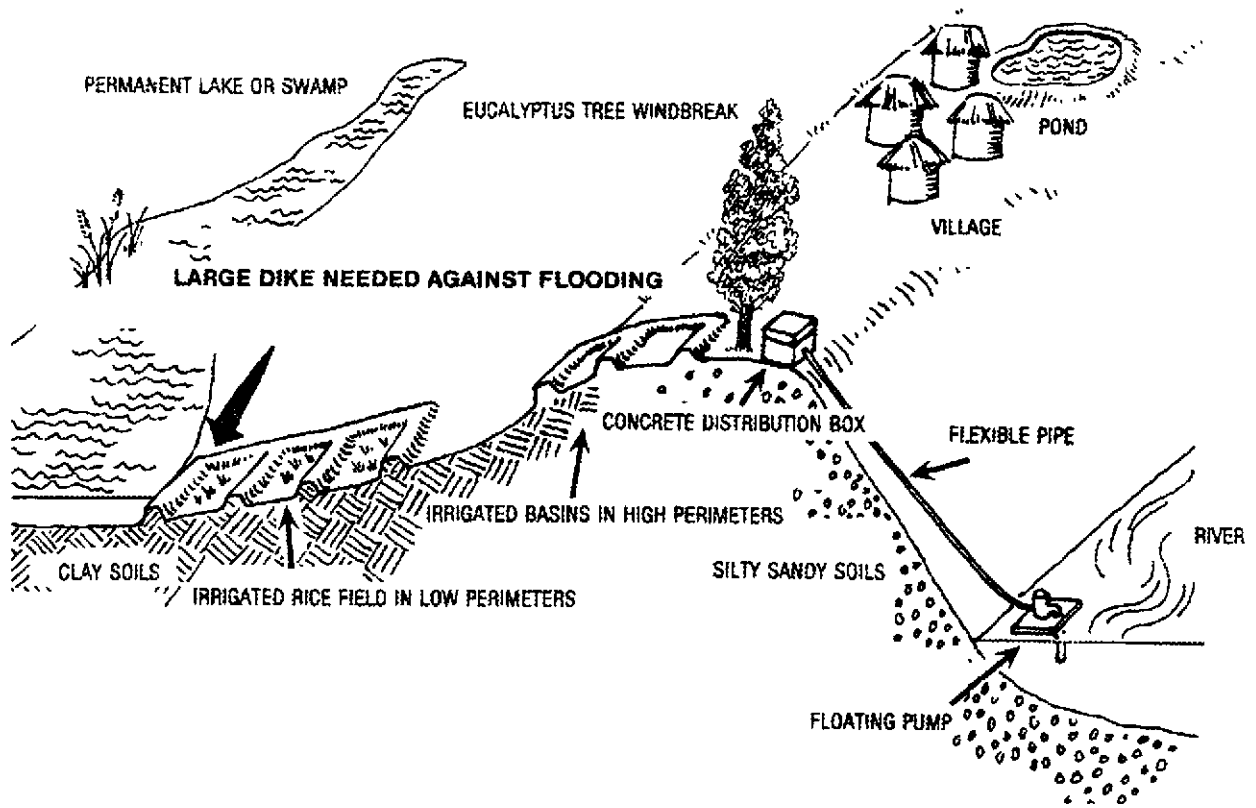 PERMANENT LAKE OR SWAMP
EUCALYPTUS TREE WINDBREAK
POND
VILLAGE
LARGE DIKE NEEDED AGAINST FLOODING
CONCRETE DISTRIBUTION BOX
FLEXIBLE PIPE
IRRIGATED BASINS IN HIGH PERIMETERS
RIVER
CLAY SOILS
SILTY SANDY SOILS
IRRIGATED RICE FIELD IN LOW PERIMETERS
FLOATING PUMP